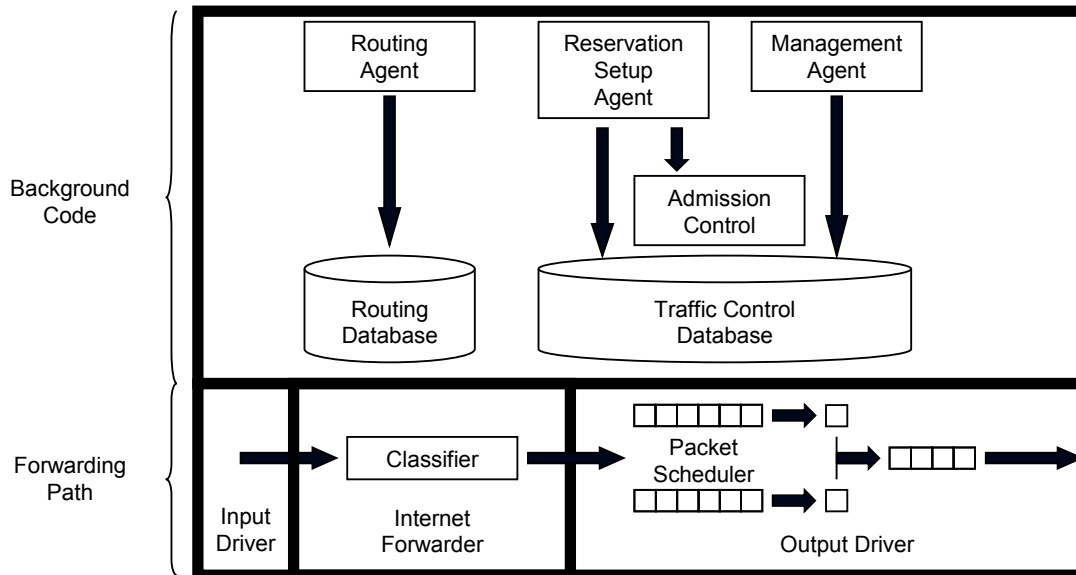 Routing
Agent
Reservation
Setup
Agent
Management
Agent
Background
Code
Admission
Control
Routing
Database
Traffic Control
Database
Forwarding
Path
Classifier
Packet
Scheduler
Input
Driver
Internet
Forwarder
Output Driver